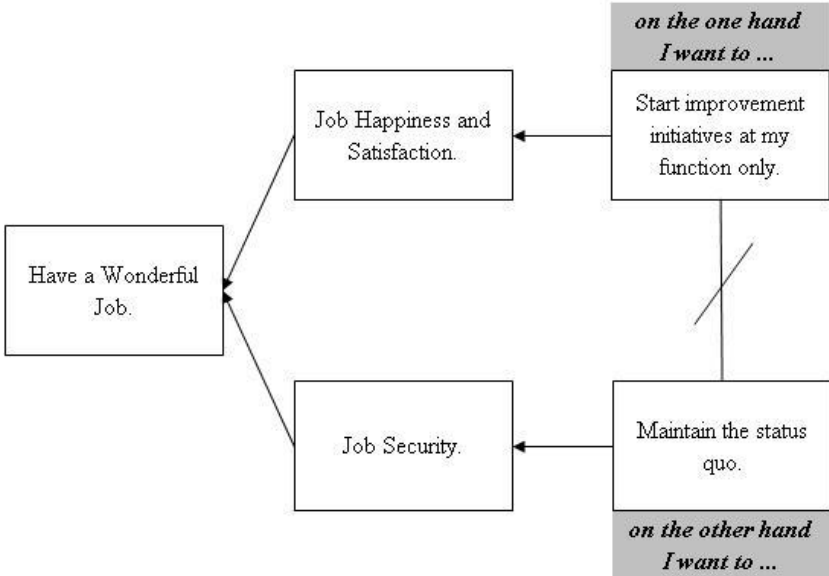 on the one hand
I want to ...
Start improvement
initiatives at my
function only.
Job Happiness and
Satisfaction.
Have a Wonderful
Job.
Job Security.
Maintain the status
quo.
on the other hand
I want to ...